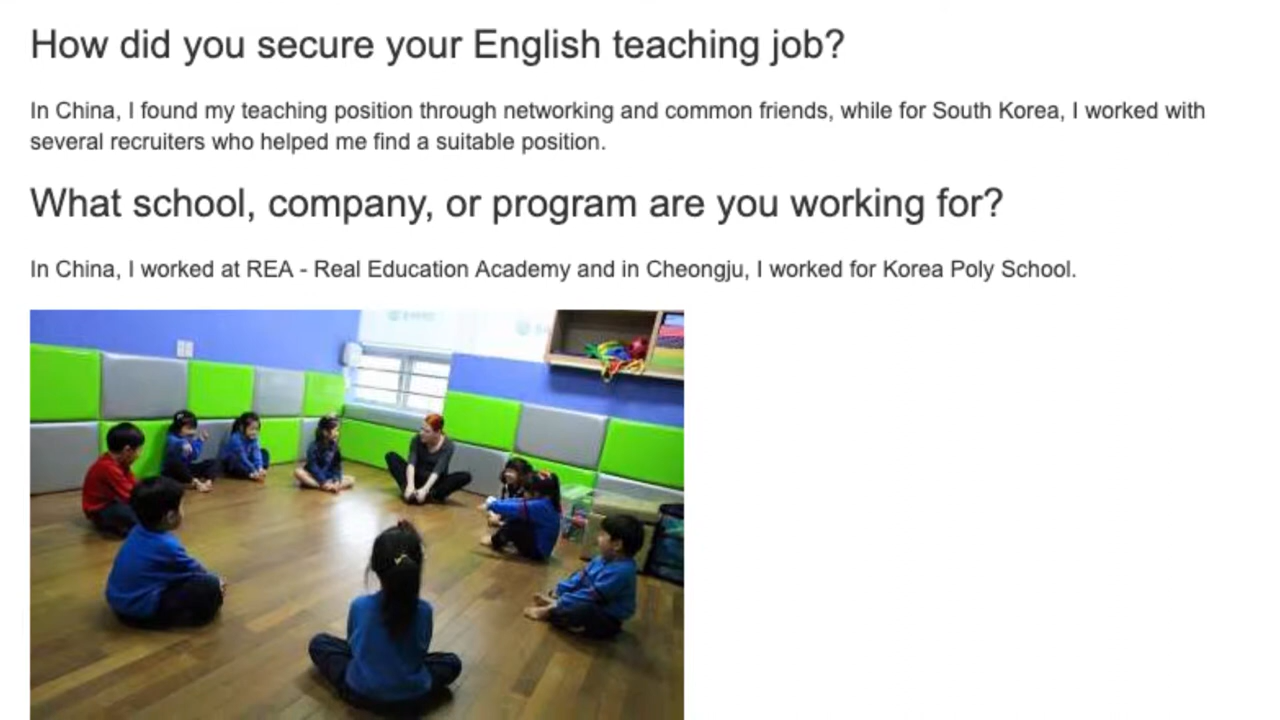 How did you secure your English teaching job?
In China, I found my teaching position through networking and common friends, while for South Korea, I worked with
several recruiters who helped me find a suitable position.
What school, company, or program are you working for?
In China, I worked at REA - Real Education Academy and in Cheongju, I worked for Korea Poly School.